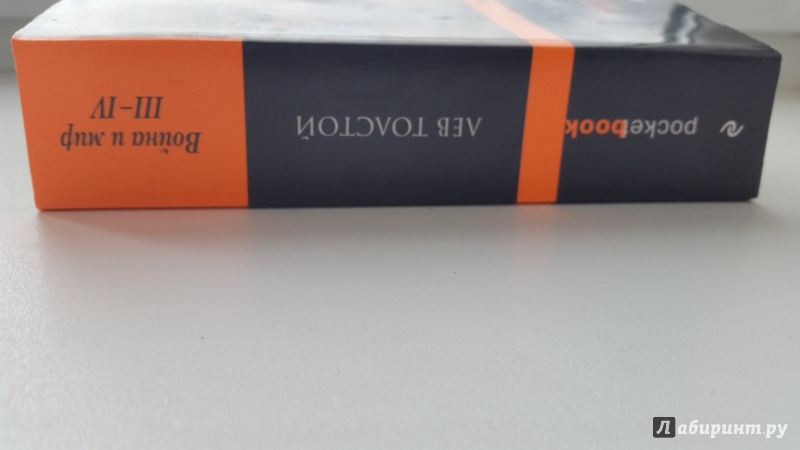 pocketbook
ЛЕВ ТОЛСТОЙ
Война и мир
III–IV
Лабиринт.ру